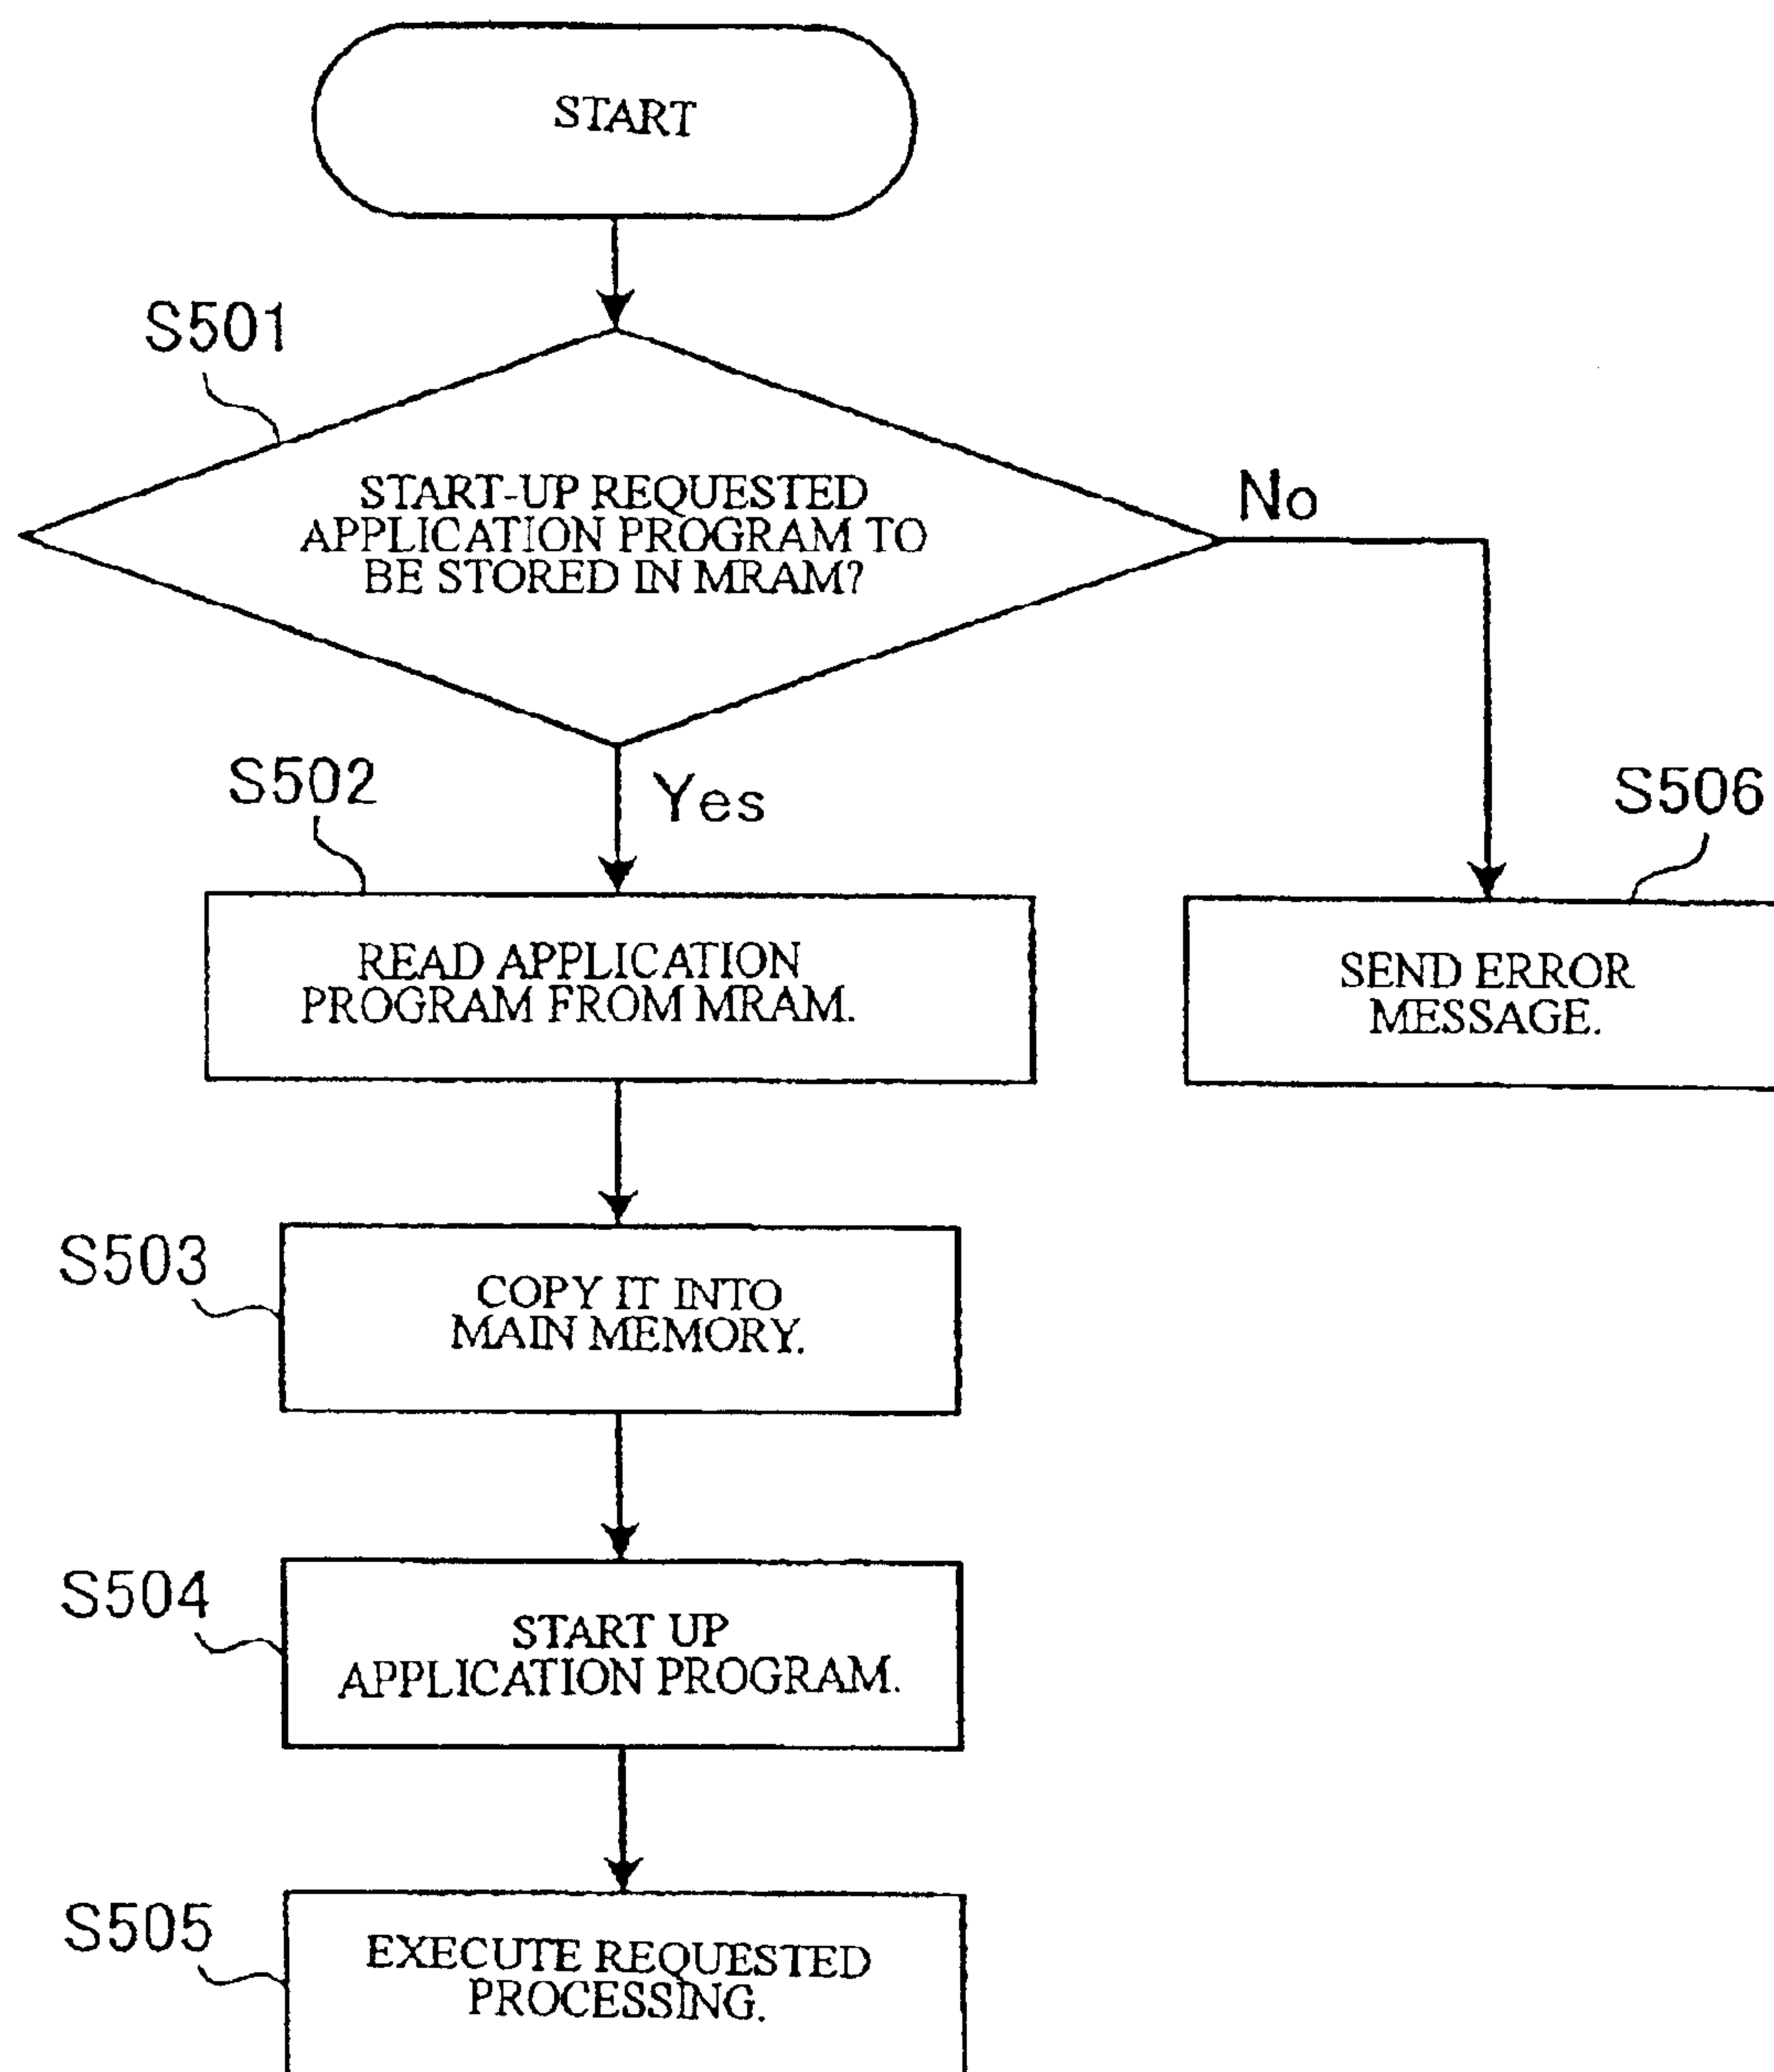 START
S501
START-UP REQUESTED
APPLICATION PROGRAM TO
BE STORED IN MRAM?
No
Yes
S502
READ APPLICATION
PROGRAM FROM MRAM.
S506
SEND ERROR
MESSAGE.
S503
COPY IT INTO
MAIN MEMORY.
S504
START UP
APPLICATION PROGRAM.
S505
EXECUTE REQUESTED
PROCESSING.